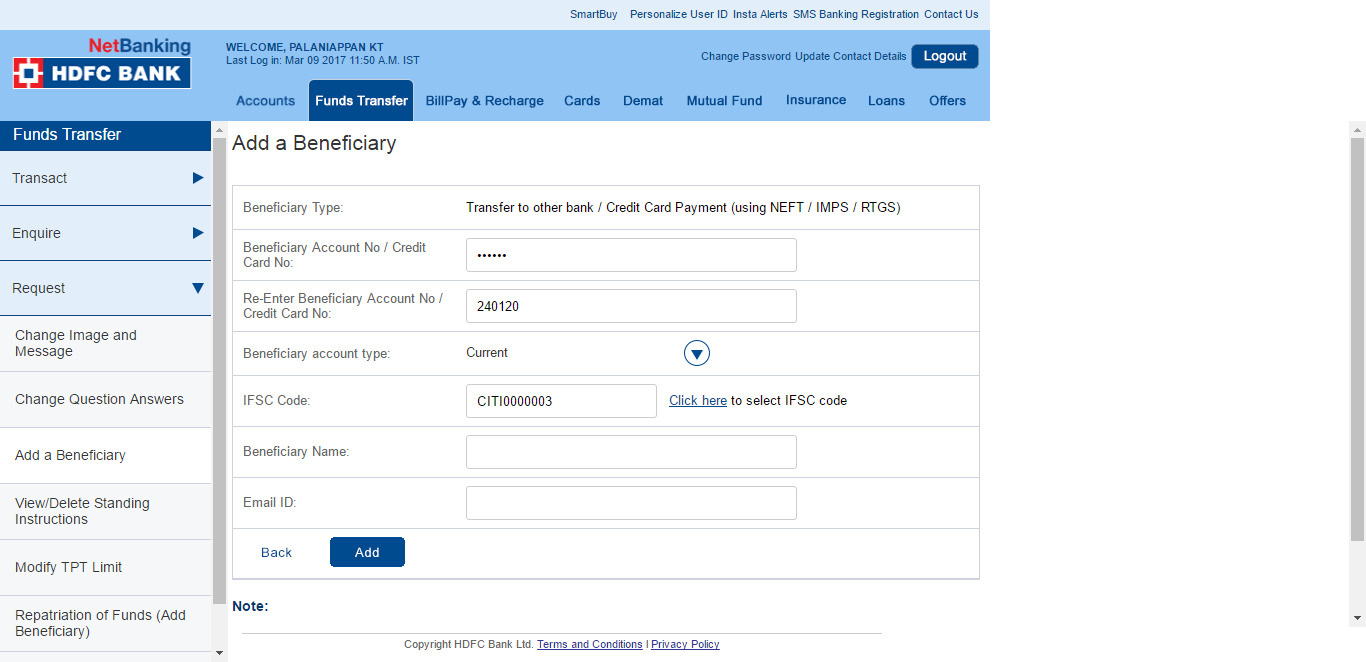 SmartBuy Personalize User ID Insta Alerts SMS Banking Registration Contact Us
NetBanking
HDFC BANK
WELCOME, PALANIAPPAN KT
Last Log in: Mar 09 2017 11:50 A.M. IST
Change Password Update Contact Details Logout
Accounts Funds Transfer BillPay & Recharge Cards Demat Mutual Fund Insurance Loans Offers
Funds Transfer
Transact
Enquire
Request
Change Image and
Message
Change Question Answers
Add a Beneficiary
View/Delete Standing
Instructions
Modify TPT Limit
Repatriation of Funds (Add
Beneficiary)
Add a Beneficiary
Beneficiary Type: Transfer to other bank / Credit Card Payment (using NEFT / IMPS / RTGS)
Beneficiary Account No / Credit
Card No: ••••••
Re-Enter Beneficiary Account No /
Credit Card No: 240120
Beneficiary account type: Current
IFSC Code: CITI0000003 Click here to select IFSC code
Beneficiary Name:
Email ID:
Back Add
Note:
Copyright HDFC Bank Ltd. Terms and Conditions | Privacy Policy